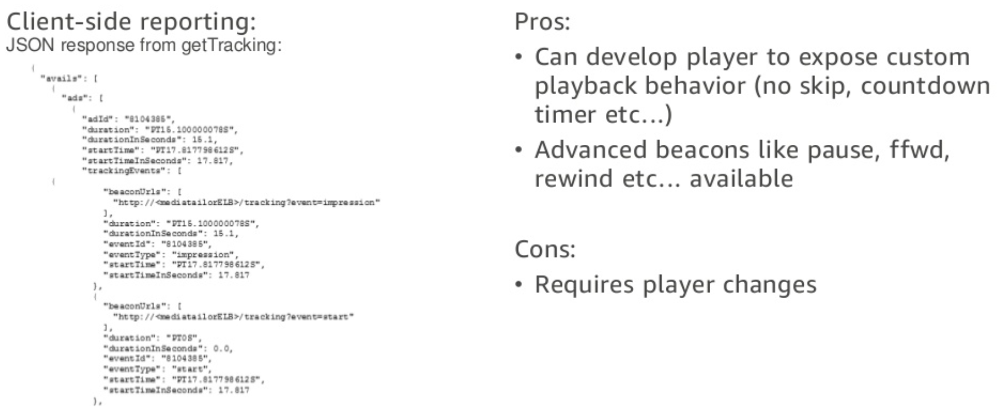 Client-side reporting:
JSON response from getTracking:
{
"avails": [
{
"ads": [
{
"adId": "8104385",
"duration": "PT15.100000078S",
"durationInSeconds": 15.1,
"startTime": "PT17.817798612S",
"startTimeInSeconds": 17.817,
"trackingEvents": [
{
"beaconUrls": [
"http://<mediatailorELB>/tracking?event=impression"
],
"duration": "PT15.100000078S",
"durationInSeconds": 15.1,
"eventId": "8104385",
"eventType": "impression",
"startTime": "PT17.817798612S",
"startTimeInSeconds": 17.817
},
{
"beaconUrls": [
"http://<mediatailorELB>/tracking?event=start"
],
"duration": "PT0S",
"durationInSeconds": 0.0,
"eventId": "8104385",
"eventType": "start",
"startTime": "PT17.817798612S",
"startTimeInSeconds": 17.817
},
Pros:
• Can develop player to expose custom
playback behavior (no skip, countdown
timer etc...)
• Advanced beacons like pause, ffwd,
rewind etc... available
Cons:
• Requires player changes